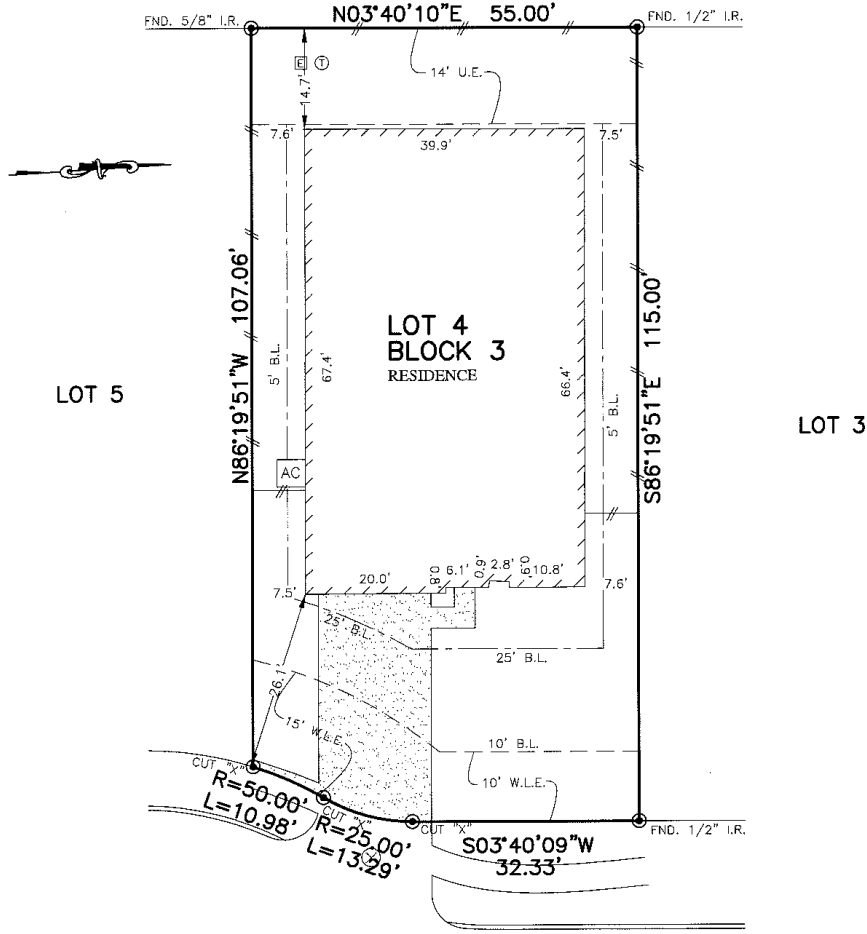 N03°40'10"E 55.00'
FND. 5/8" I.R.
FND. 1/2" I.R.
E
T
14.7'
14' U.E.
7.6'
7.5'
39.9'
N86°19'51"W 107.06'
5' B.L.
67.4'
LOT 4
BLOCK 3
RESIDENCE
66.4'
5' B.L.
S86°19'51"E 115.00'
LOT 5
LOT 3
AC
20.0'
0.8'
6.1'
0.9'
2.8'
0.9'
10.8'
7.5'
7.6'
25' B.L.
25' B.L.
26.1'
15' W.L.E.
10' B.L.
10' W.L.E.
CUT "X"
R=50.00'
L=10.98'
CUT "X"
R=25.00'
L=13.29'
CUT "X"
S03°40'09"W
32.33'
FND. 1/2" I.R.